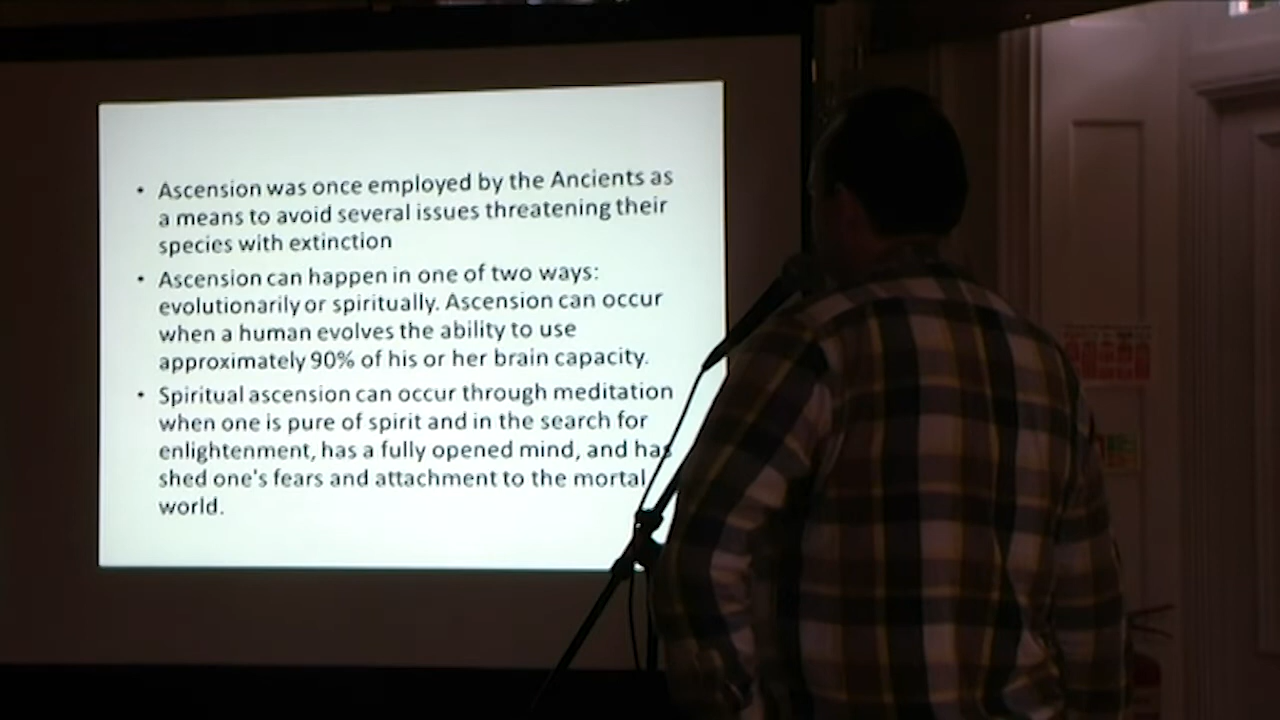 • Ascension was once employed by the Ancients as
a means to avoid several issues threatening their
species with extinction
• Ascension can happen in one of two ways:
evolutionarily or spiritually. Ascension can occur
when a human evolves the ability to use
approximately 90% of his or her brain capacity.
• Spiritual ascension can occur through meditation
when one is pure of spirit and in the search for
enlightenment, has a fully opened mind, and has
shed one's fears and attachment to the mortal
world.